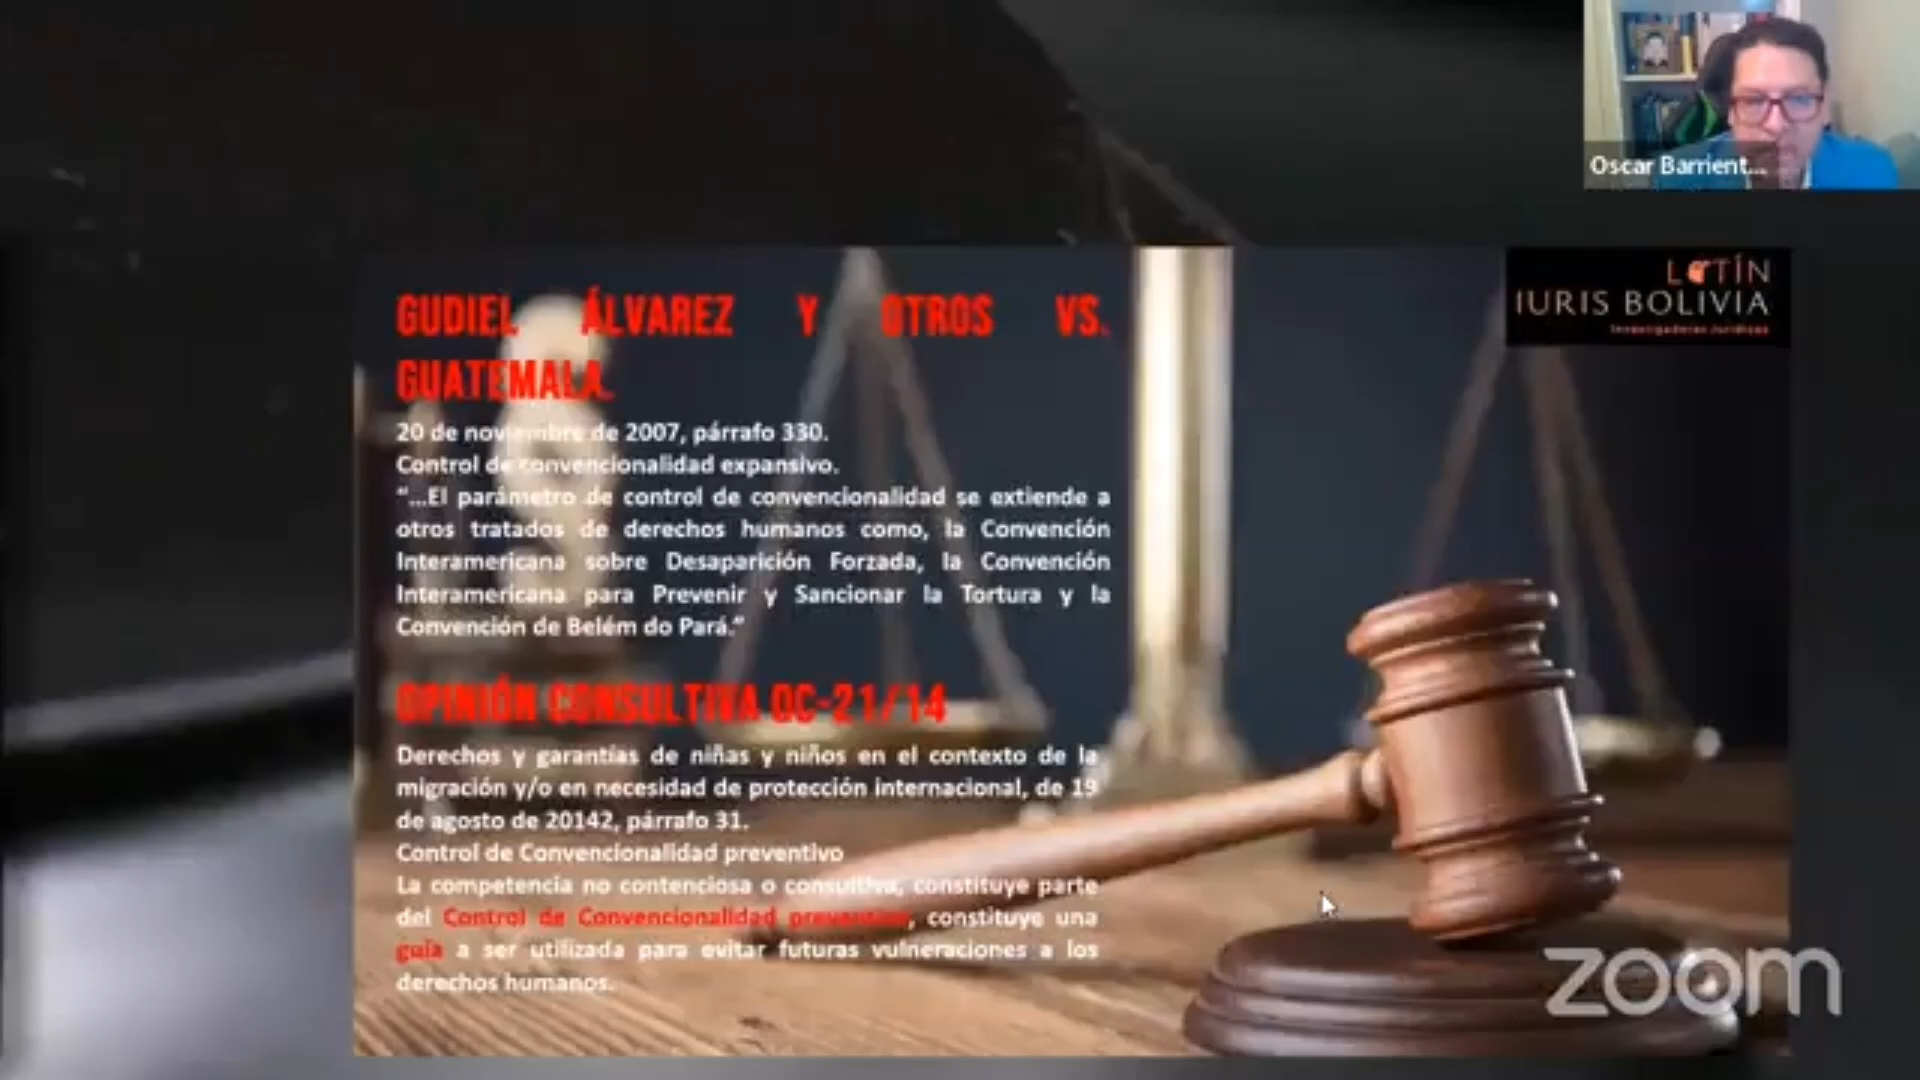 Oscar Barrient...
LATÍN
IURIS BOLIVIA
Investigadores Jurídicos
GUDIEL ÁLVAREZ Y OTROS VS.
GUATEMALA.
20 de noviembre de 2007, párrafo 330.
Control de convencionalidad expansivo.
"...El parámetro de control de convencionalidad se extiende a
otros tratados de derechos humanos como, la Convención
Interamericana sobre Desaparición Forzada, la Convención
Interamericana para Prevenir y Sancionar la Tortura y la
Convención de Belém do Pará."
OPINIÓN CONSULTIVA OC-21/14
Derechos y garantías de niñas y niños en el contexto de la
migración y/o en necesidad de protección internacional, de 19
de agosto de 20142, párrafo 31.
Control de Convencionalidad preventivo
La competencia no contenciosa o consultiva, constituye parte
del Control de Convencionalidad preventivo, constituye una
guía a ser utilizada para evitar futuras vulneraciones a los
derechos humanos.
zoom